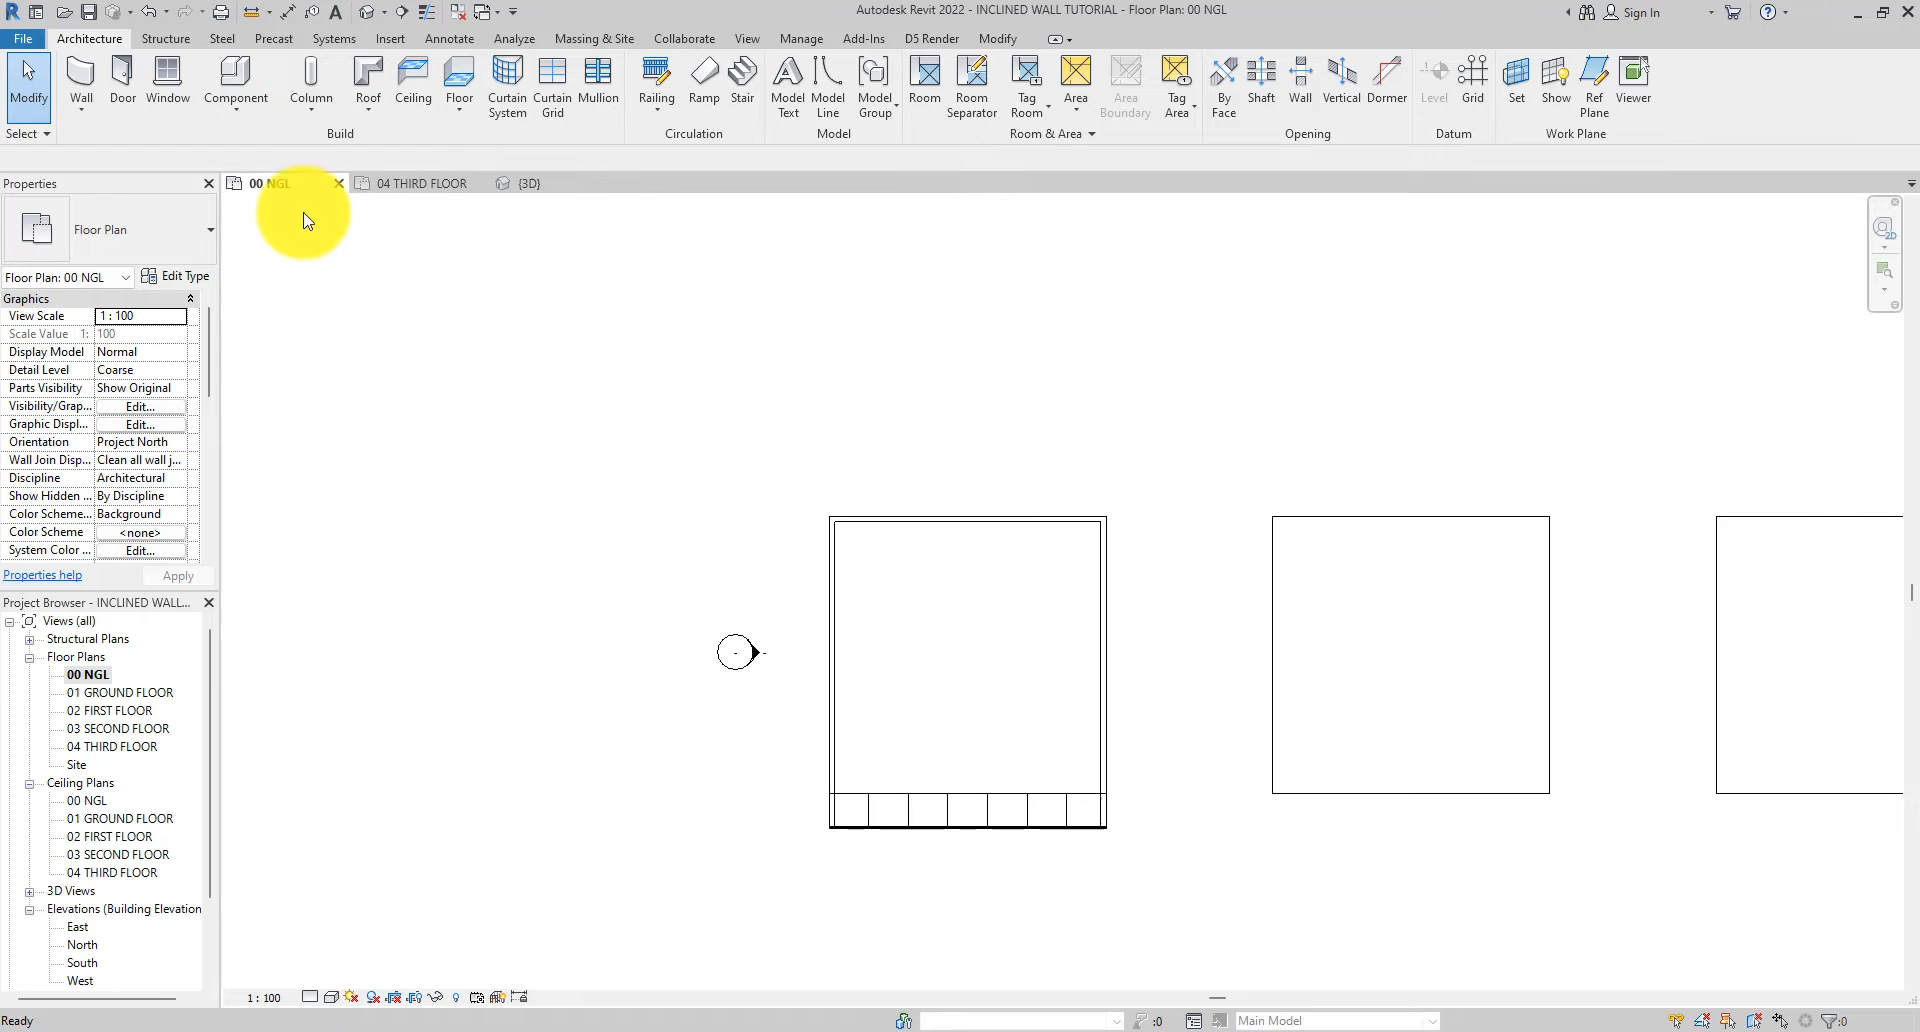 Autodesk Revit 2022 - INCLINED WALL TUTORIAL - Floor Plan: 00 NGL
Sign In
File Architecture Structure Steel Precast Systems Insert Annotate Analyze Massing & Site Collaborate View Manage Add-Ins D5 Render Modify
Modify Wall Door Window Component Column Roof Ceiling Floor Curtain System Curtain Grid Mullion Railing Ramp Stair Model Text Model Line Model Group Room Room Separator Tag Room Area Area Boundary Tag Area By Face Shaft Wall Vertical Dormer Level Grid Set Show Ref Plane Viewer
Select Build Circulation Model Room & Area Opening Datum Work Plane
Properties
00 NGL 04 THIRD FLOOR {3D}
Floor Plan
2D
Floor Plan: 00 NGL Edit Type
Graphics
View Scale 1 : 100
Scale Value 1: 100
Display Model Normal
Detail Level Coarse
Parts Visibility Show Original
Visibility/Grap... Edit...
Graphic Displ... Edit...
Orientation Project North
Wall Join Disp... Clean all wall j...
Discipline Architectural
Show Hidden ... By Discipline
Color Scheme... Background
Color Scheme <none>
System Color ... Edit...
Properties help Apply
Project Browser - INCLINED WALL...
Views (all)
Structural Plans
Floor Plans
00 NGL
01 GROUND FLOOR
02 FIRST FLOOR
03 SECOND FLOOR
04 THIRD FLOOR
Site
Ceiling Plans
00 NGL
01 GROUND FLOOR
02 FIRST FLOOR
03 SECOND FLOOR
04 THIRD FLOOR
3D Views
Elevations (Building Elevation
East
North
South
West
1 : 100
Ready
:0
Main Model
:0